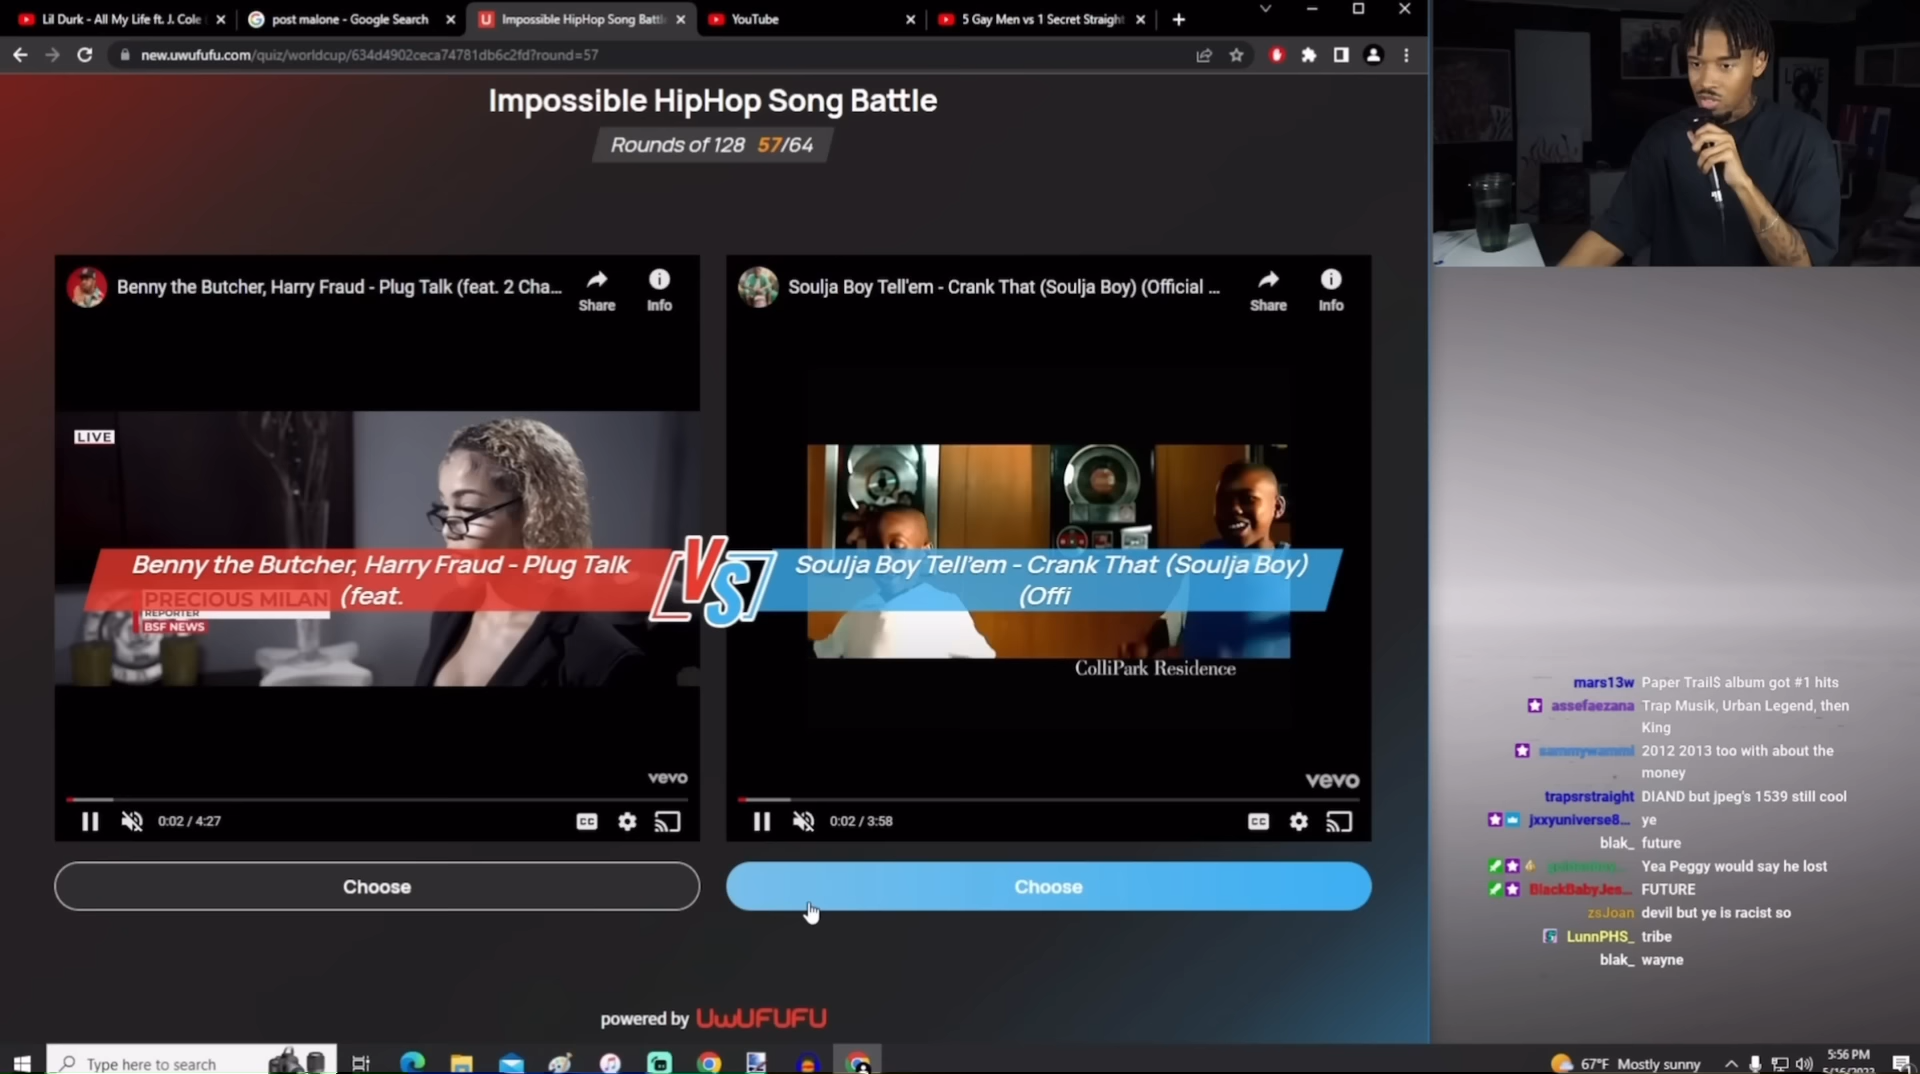 Lil Durk - All My Life ft. J. Cole
post malone - Google Search
Impossible HipHop Song Battl
YouTube
5 Gay Men vs 1 Secret Straight
new.uwufufu.com/quiz/worldcup/634d4902ceca74781db6c2fd?round=57
Impossible HipHop Song Battle
Rounds of 128 57/64
Benny the Butcher, Harry Fraud - Plug Talk (feat. 2 Cha...
Share
Info
Soulja Boy Tell'em - Crank That (Soulja Boy) (Official ...
Share
Info
LIVE
Benny the Butcher, Harry Fraud - Plug Talk
(feat.
VS
Soulja Boy Tell'em - Crank That (Soulja Boy)
(Offi
PRECIOUS MILAN
REPORTER
BSF NEWS
ColliPark Residence
vevo
vevo
0:02 / 4:27
CC
0:02 / 3:58
CC
Choose
Choose
powered by UWUFUFU
mars13w Paper Trail$ album got #1 hits
assefaezana Trap Musik, Urban Legend, then
King
sammywammi 2012 2013 too with about the
money
trapsrstraight DIAND but jpeg's 1539 still cool
jxxyuniverse8... ye
blak_ future
Yea Peggy would say he lost
BlackBabyJes... FUTURE
zsJoan devil but ye is racist so
LunnPHS_ tribe
blak_ wayne
Type here to search
67°F Mostly sunny
5:56 PM